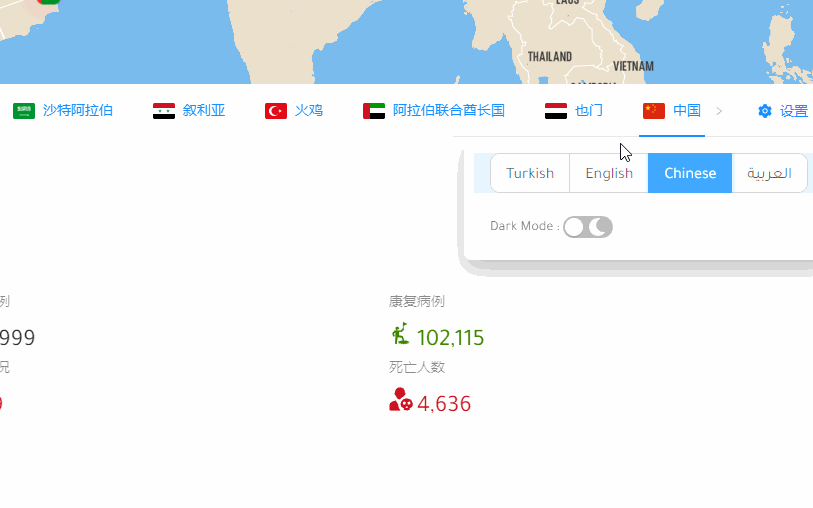 THAILAND
VIETNAM
沙特阿拉伯 叙利亚 火鸡 阿拉伯联合酋长国 也门 中国 > 设置
Turkish English Chinese العربية
Dark Mode :
例 康复病例
999 102,115
况 死亡人数
4,636